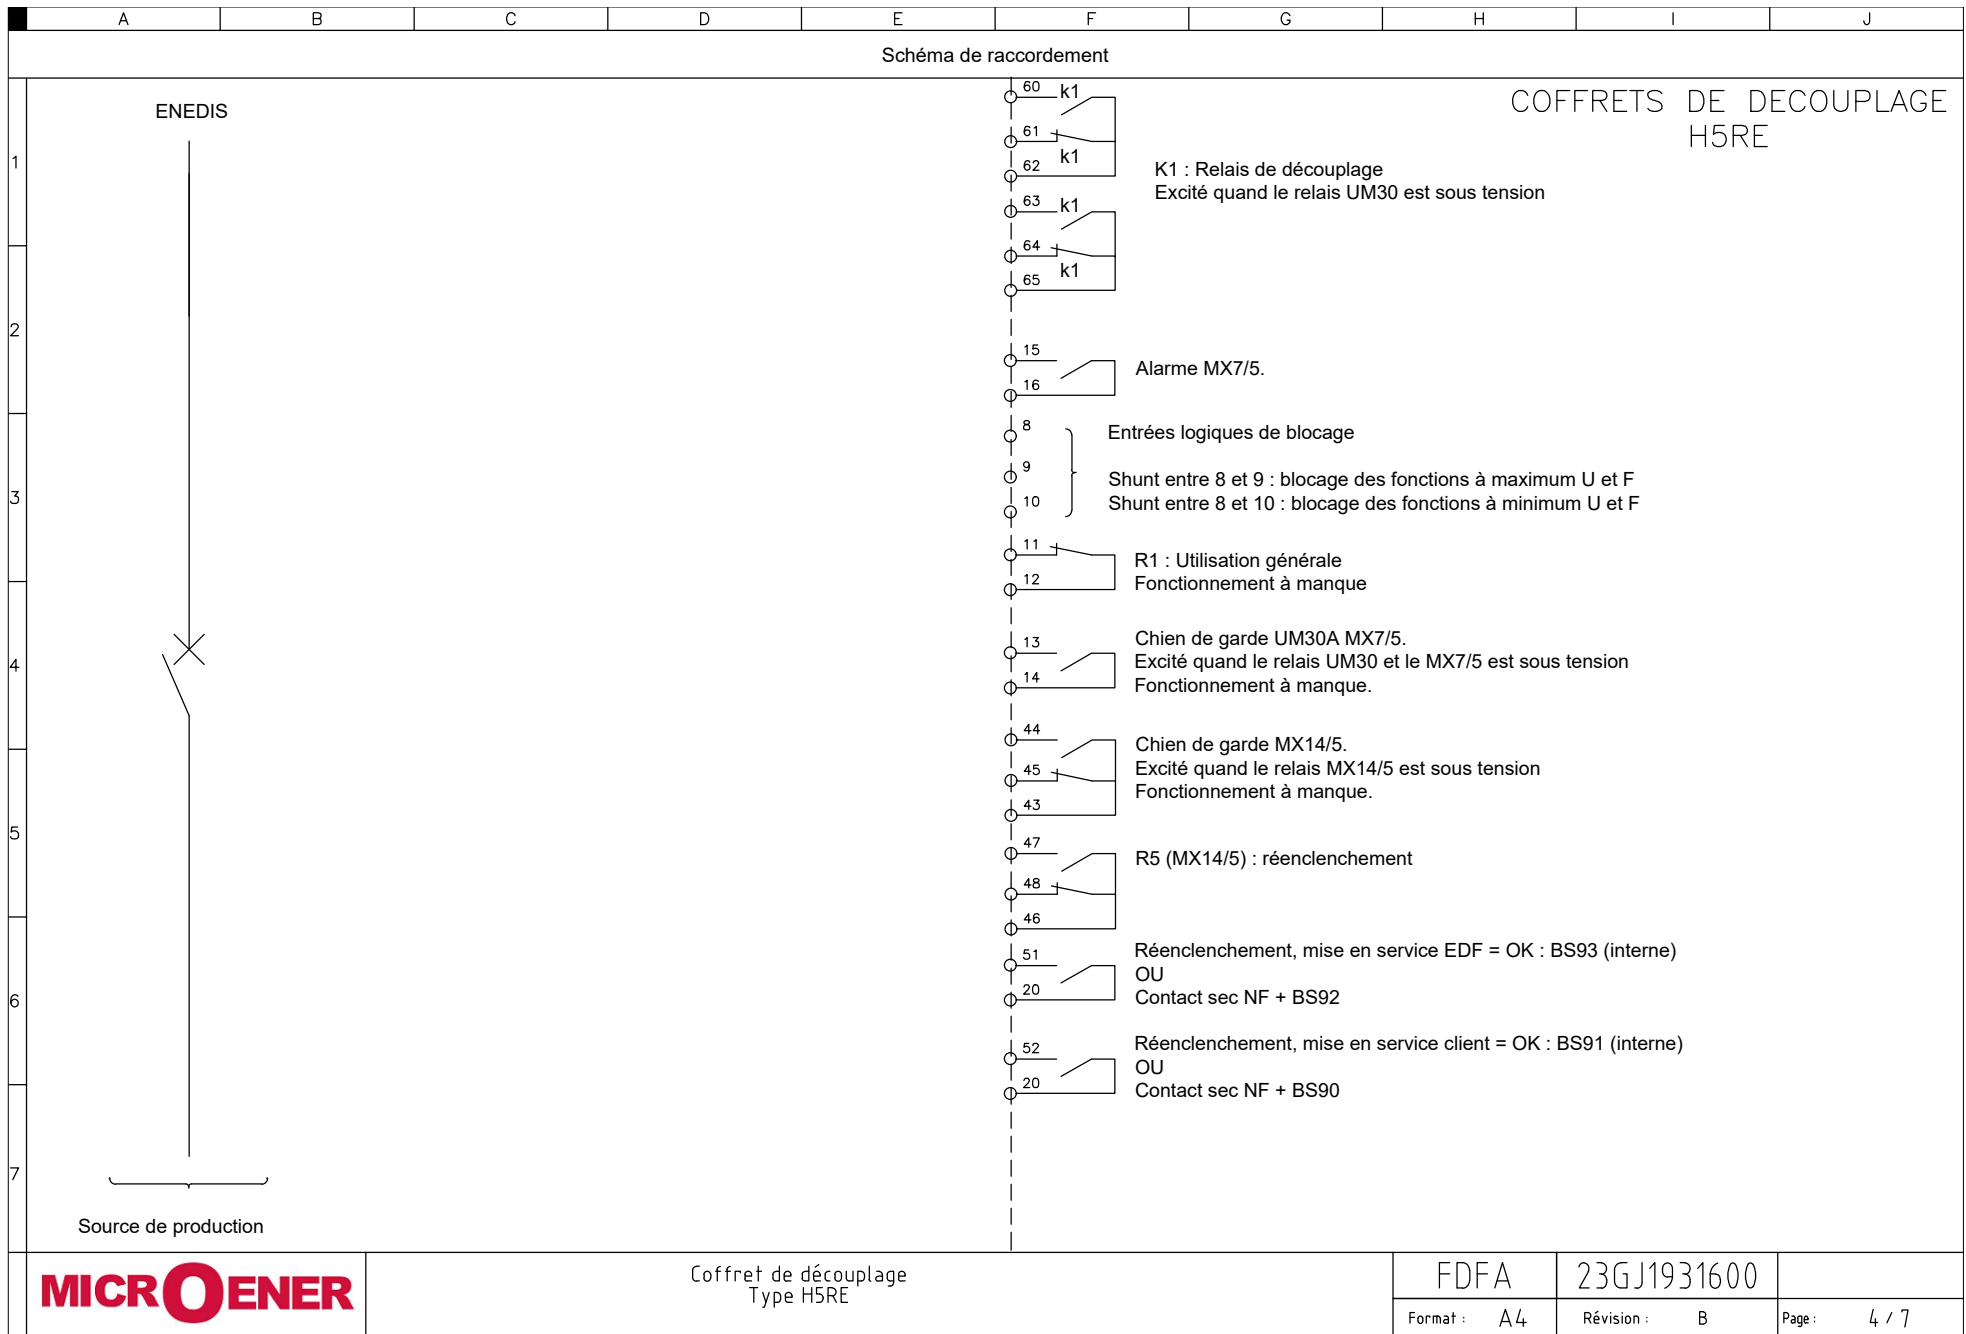 A B C D E F G H I J
Schéma de raccordement
COFFRETS DE DECOUPLAGE
H5RE
ENEDIS
1
2
3
4
5
6
7
60 k1
61
k1
62
K1 : Relais de découplage
Excité quand le relais UM30 est sous tension
63 k1
64
k1
65
15
16
Alarme MX7/5.
8
9
10
Entrées logiques de blocage
Shunt entre 8 et 9 : blocage des fonctions à maximum U et F
Shunt entre 8 et 10 : blocage des fonctions à minimum U et F
11
12
R1 : Utilisation générale
Fonctionnement à manque
13
14
Chien de garde UM30A MX7/5.
Excité quand le relais UM30 et le MX7/5 est sous tension
Fonctionnement à manque.
44
45
43
Chien de garde MX14/5.
Excité quand le relais MX14/5 est sous tension
Fonctionnement à manque.
47
48
46
R5 (MX14/5) : réenclenchement
51
20
Réenclenchement, mise en service EDF = OK : BS93 (interne)
OU
Contact sec NF + BS92
52
20
Réenclenchement, mise en service client = OK : BS91 (interne)
OU
Contact sec NF + BS90
Source de production
MICROENER
Coffret de découplage
Type H5RE
FDFA
23GJ1931600
Format : A4
Révision : B
Page : 4 / 7